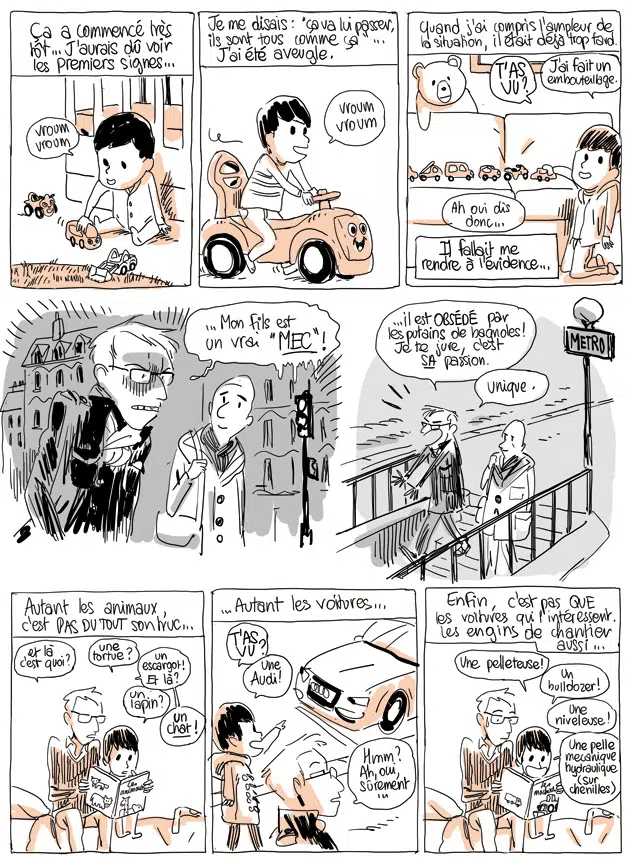 Ça a commencé très
tôt... J'aurais dû voir
les premiers signes...
vroum
vroum
Je me disais : "ça va lui passer,
ils sont tous comme ça"...
J'ai été aveugle.
vroum
vroum
Quand j'ai compris l'ampleur de
la situation, il était déjà trop tard.
T'AS
VU?
J'ai fait un
embouteillage.
Ah oui dis
donc...
Il fallait me
rendre à l'évidence...
... Mon fils est
un vrai "MEC"!
...il est OBSÉDÉ par
les putains de bagnoles!
Je te jure, c'est
SA passion.
Unique.
METRO
Autant les animaux,
c'est PAS DU TOUT son truc...
et là
c'est quoi?
une
tortue?
un
escargot!
Et là?
un
lapin?
un
chat!
Les
animaux
...Autant les voitures...
T'AS
VU?
Une
Audi!
Hmm?
Ah, oui,
sûrement
...
Enfin, c'est pas QUE
les voitures qui l'intéressent.
Les engins de chantier
aussi...
Une pelleteuse!
Un
bulldozer!
Une
niveleuse!
Une pelle
mécanique
hydraulique
(sur
chenilles)